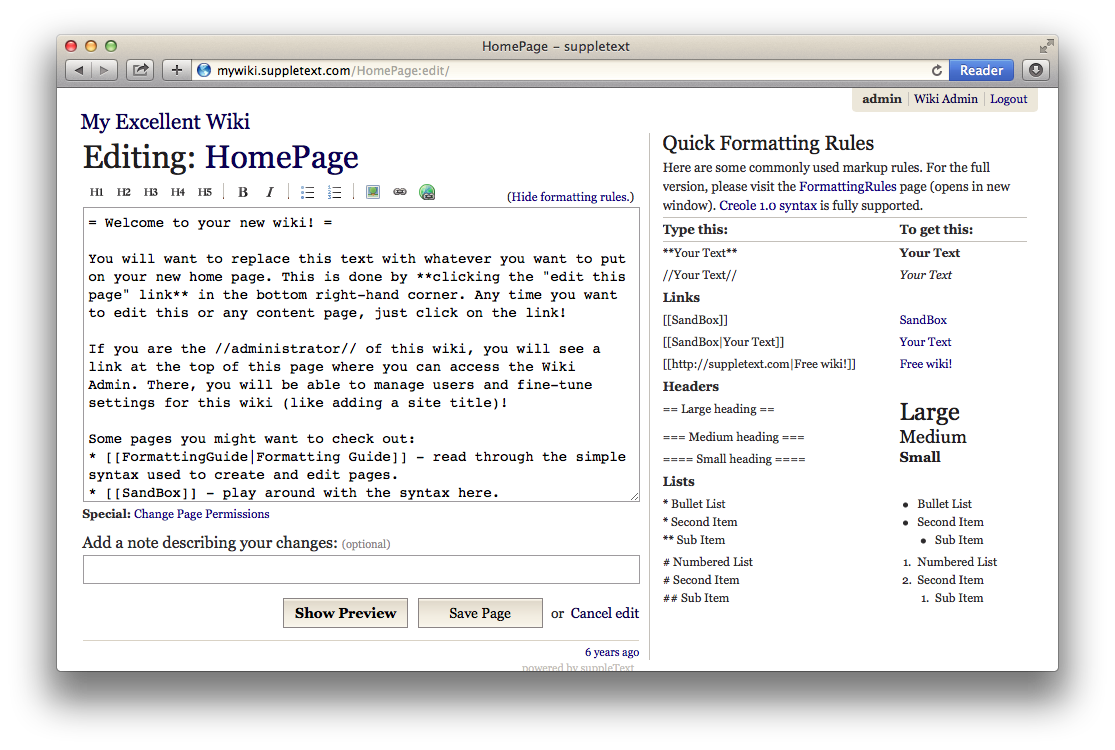 HomePage – suppletext
mywiki.suppletext.com/HomePage:edit/
Reader
admin Wiki Admin Logout
My Excellent Wiki
Editing: HomePage
H1 H2 H3 H4 H5 B I
(Hide formatting rules.)
= Welcome to your new wiki! =
You will want to replace this text with whatever you want to put
on your new home page. This is done by **clicking the "edit this
page" link** in the bottom right-hand corner. Any time you want
to edit this or any content page, just click on the link!
If you are the //administrator// of this wiki, you will see a
link at the top of this page where you can access the Wiki
Admin. There, you will be able to manage users and fine-tune
settings for this wiki (like adding a site title)!
Some pages you might want to check out:
* [[FormattingGuide|Formatting Guide]] - read through the simple
syntax used to create and edit pages.
* [[SandBox]] - play around with the syntax here.
Special: Change Page Permissions
Add a note describing your changes: (optional)
Show Preview Save Page or Cancel edit
6 years ago
powered by suppleText
Quick Formatting Rules
Here are some commonly used markup rules. For the full
version, please visit the FormattingRules page (opens in new
window). Creole 1.0 syntax is fully supported.
Type this: To get this:
**Your Text** Your Text
//Your Text// Your Text
Links
[[SandBox]] SandBox
[[SandBox|Your Text]] Your Text
[[http://suppletext.com|Free wiki!]] Free wiki!
Headers
== Large heading == Large
=== Medium heading === Medium
==== Small heading ==== Small
Lists
* Bullet List • Bullet List
* Second Item • Second Item
** Sub Item • Sub Item
# Numbered List 1. Numbered List
# Second Item 2. Second Item
## Sub Item 1. Sub Item